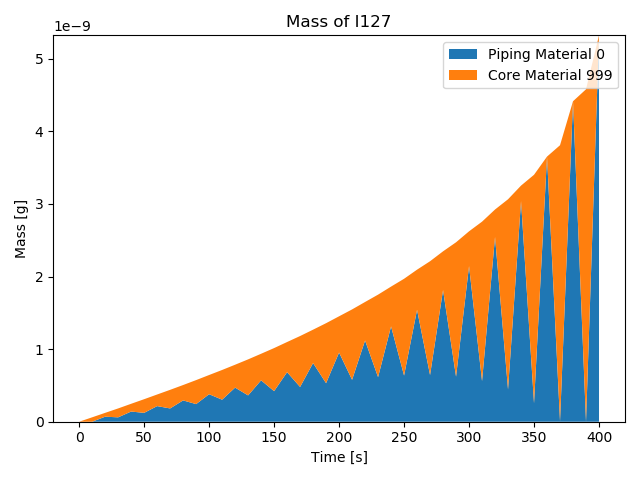 Mass of I127
1e−9
Piping Material 0
Core Material 999
5
4
3
2
1
0
Mass [g]
0 50 100 150 200 250 300 350 400
Time [s]